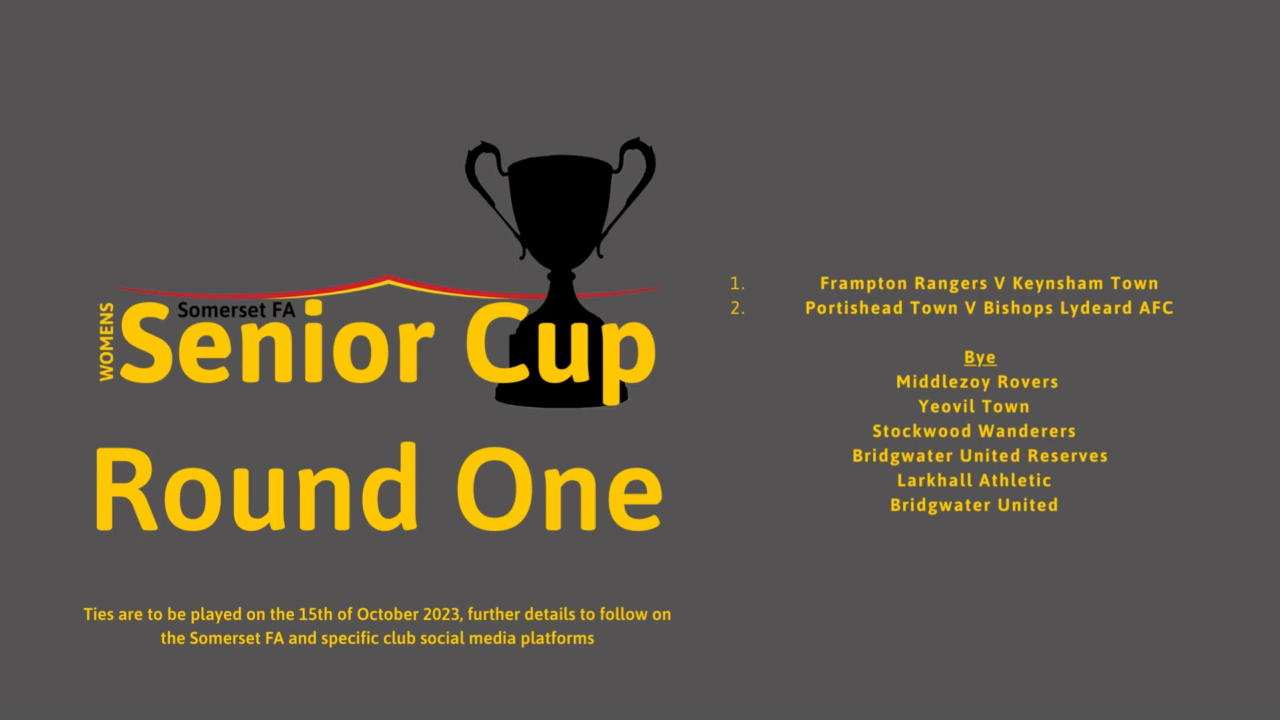 Somerset FA
WOMENS
Senior Cup
Round One
Ties are to be played on the 15th of October 2023, further details to follow on
the Somerset FA and specific club social media platforms
1. Frampton Rangers V Keynsham Town
2. Portishead Town V Bishops Lydeard AFC
Bye
Middlezoy Rovers
Yeovil Town
Stockwood Wanderers
Bridgwater United Reserves
Larkhall Athletic
Bridgwater United